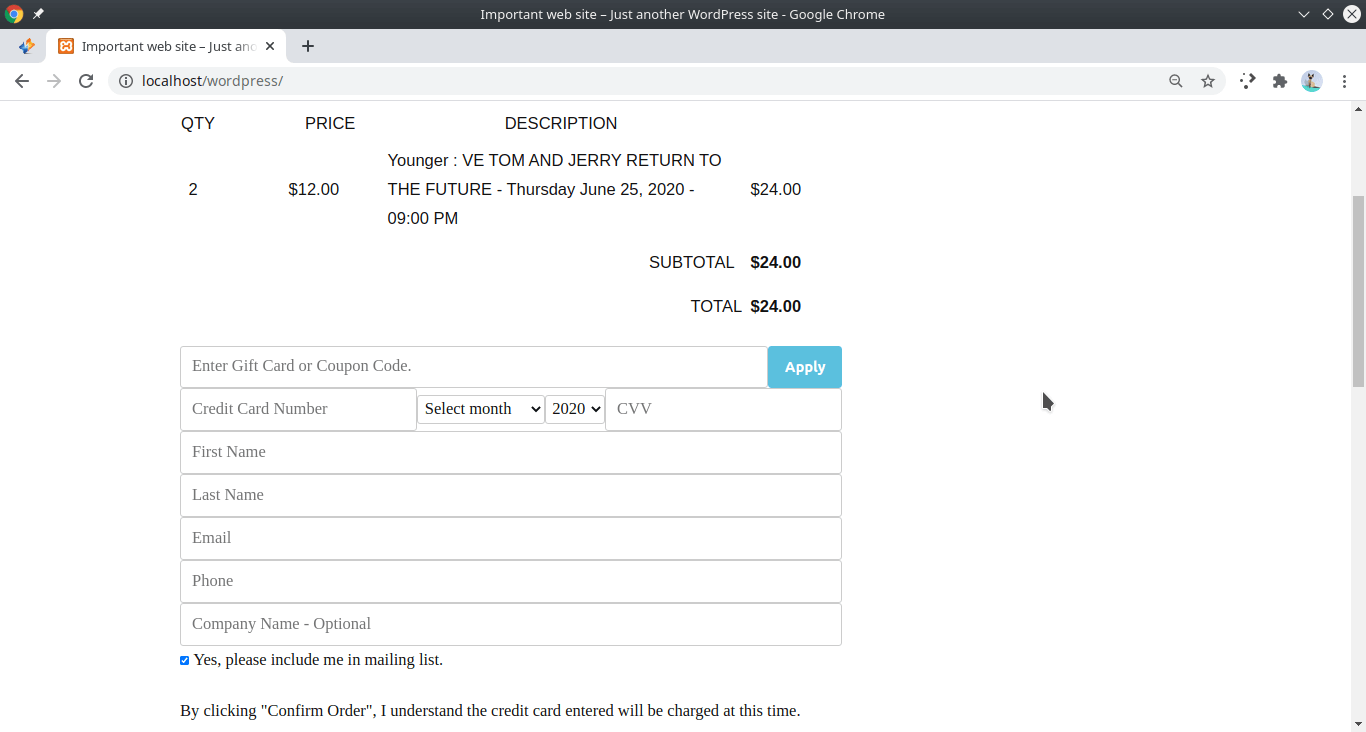 Important web site – Just another WordPress site - Google Chrome
Important web site – Just ano
localhost/wordpress/
QTY PRICE DESCRIPTION
Younger : VE TOM AND JERRY RETURN TO
2 $12.00 THE FUTURE - Thursday June 25, 2020 - $24.00
09:00 PM
SUBTOTAL $24.00
TOTAL $24.00
Enter Gift Card or Coupon Code. Apply
Credit Card Number Select month 2020 CVV
First Name
Last Name
Email
Phone
Company Name - Optional
Yes, please include me in mailing list.
By clicking "Confirm Order", I understand the credit card entered will be charged at this time.